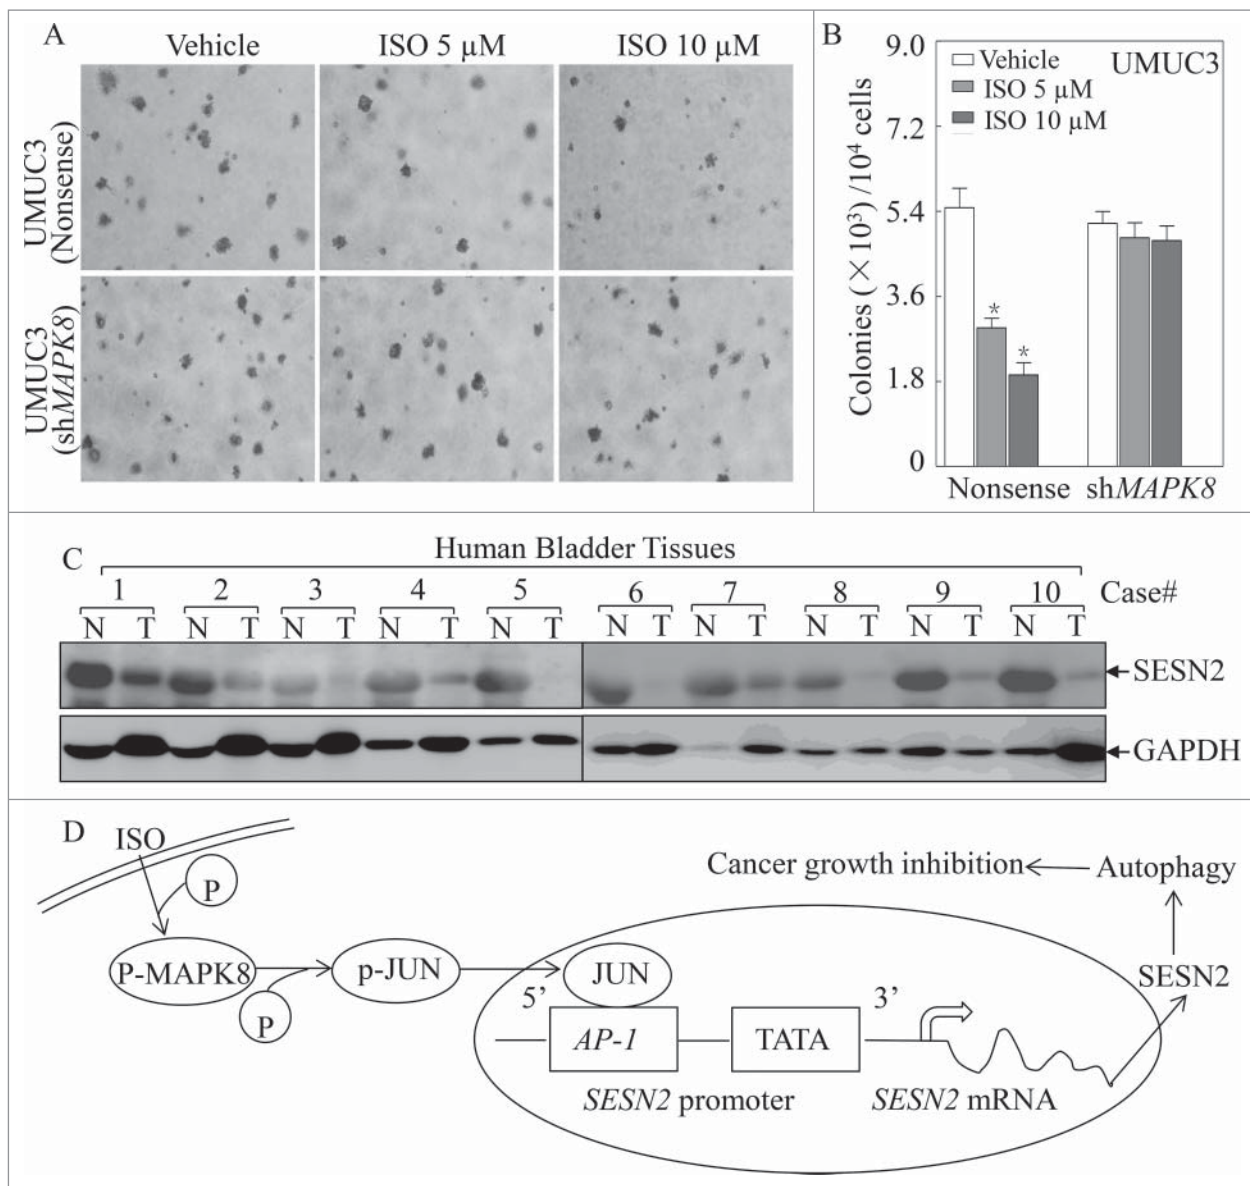 A
Vehicle
ISO 5 µM
ISO 10 µM
UMUC3
(Nonsense)
UMUC3
(shMAPK8)
B
Colonies (×10³) /10⁴ cells
9.0
7.2
5.4
3.6
1.8
0
Vehicle
ISO 5 µM
ISO 10 µM
UMUC3
*
*
Nonsense
shMAPK8
C
Human Bladder Tissues
1 2 3 4 5 6 7 8 9 10 Case#
N T N T N T N T N T N T N T N T N T N T
SESN2
GAPDH
D
ISO
P
P-MAPK8
P
p-JUN
JUN
5’
3’
AP-1
TATA
SESN2 promoter
SESN2 mRNA
SESN2
Autophagy
Cancer growth inhibition